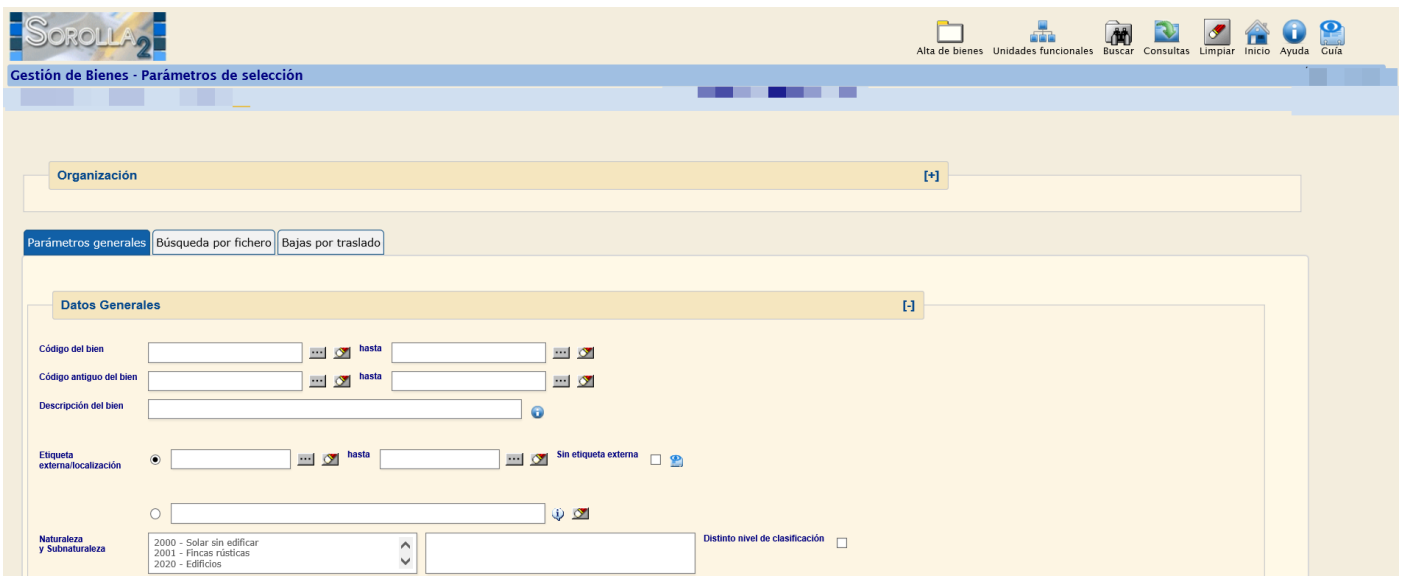 SOROLLA2
Alta de bienes Unidades funcionales Buscar Consultas Limpiar Inicio Ayuda Guía
Gestión de Bienes - Parámetros de selección
Organización [+]
Parámetros generales Búsqueda por fichero Bajas por traslado
Datos Generales [-]
Código del bien hasta
Código antiguo del bien hasta
Descripción del bien
Etiqueta
externa/localización hasta Sin etiqueta externa
Naturaleza
y Subnaturaleza
2000 - Solar sin edificar
2001 - Fincas rústicas
2020 - Edificios
Distinto nivel de clasificación